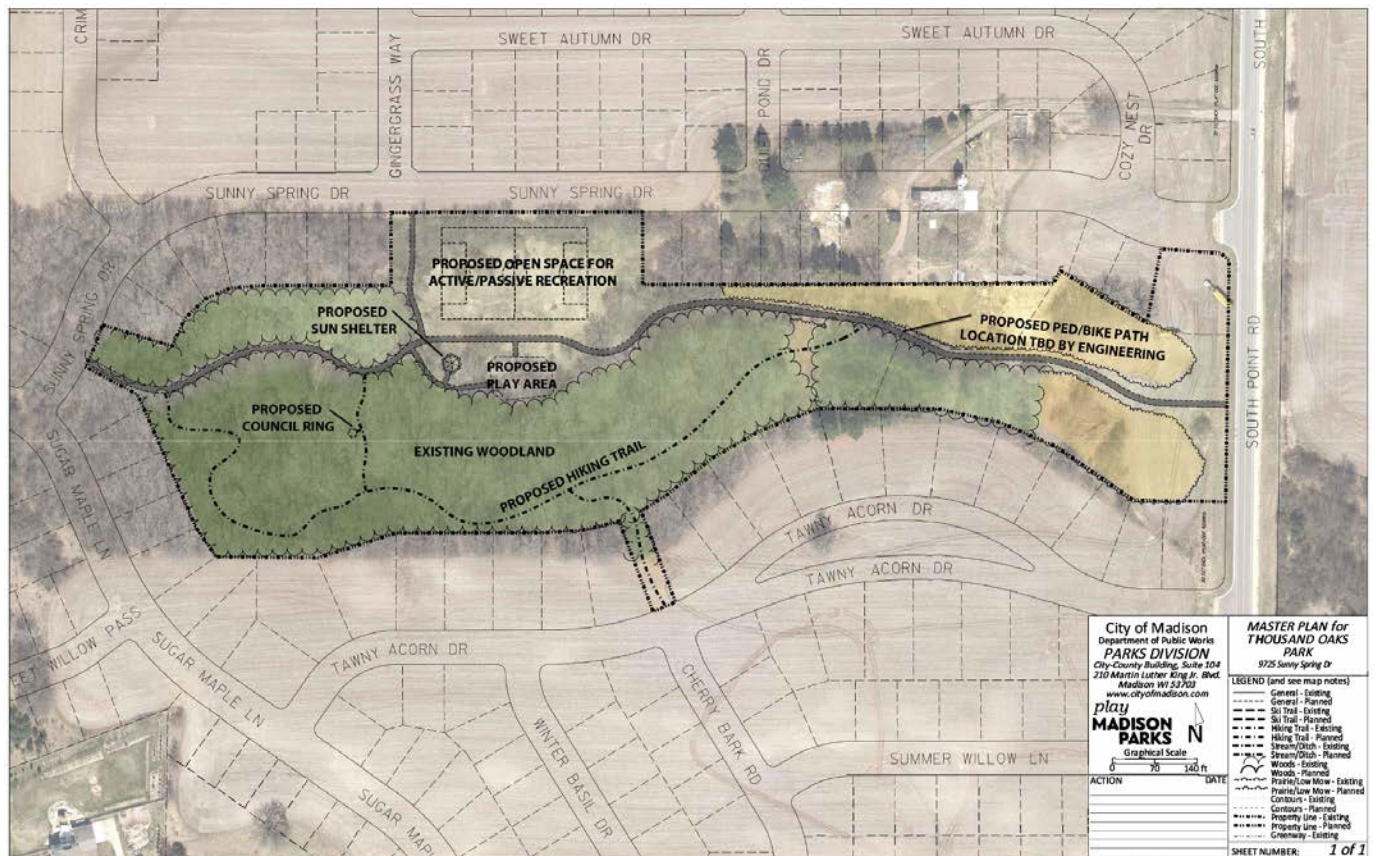 CRIM
GINGERGRASS WAY
SWEET AUTUMN DR
SWEET AUTUMN DR
POND DR
COZY NEST DR
SOUTH
SUNNY SPRING DR
SUNNY SPRING DR
SUNNY SPRING DR
PROPOSED OPEN SPACE FOR
ACTIVE/PASSIVE RECREATION
PROPOSED
SUN SHELTER
PROPOSED
PLAY AREA
PROPOSED PED/BIKE PATH
LOCATION TBD BY ENGINEERING
PROPOSED
COUNCIL RING
EXISTING WOODLAND
PROPOSED HIKING TRAIL
SOUTH POINT RD
SUGAR MAPLE LN
TAWNY ACORN DR
TAWNY ACORN DR
TAWNY ACORN DR
EET WILLOW PASS
SUGAR MAPLE LN
SUGAR MAPL
WINTER BASIL DR
CHERRY BARK RD
SUMMER WILLOW LN
City of Madison
Department of Public Works
PARKS DIVISION
City-County Building, Suite 104
210 Martin Luther King Jr. Blvd.
Madison WI 53703
www.cityofmadison.com
play
MADISON
PARKS
N
Graphical Scale
0 70 140 ft
ACTION DATE
MASTER PLAN for
THOUSAND OAKS
PARK
9725 Sunny Spring Dr
LEGEND (and see map notes)
General - Existing
General - Planned
Ski Trail - Existing
Ski Trail - Planned
Hiking Trail - Existing
Hiking Trail - Planned
Stream/Ditch - Existing
Stream/Ditch - Planned
Woods - Existing
Woods - Planned
Prairie/Low Mow - Existing
Prairie/Low Mow - Planned
Contours - Existing
Contours - Planned
Property Line - Existing
Property Line - Planned
Greenway - Existing
SHEET NUMBER: 1 of 1